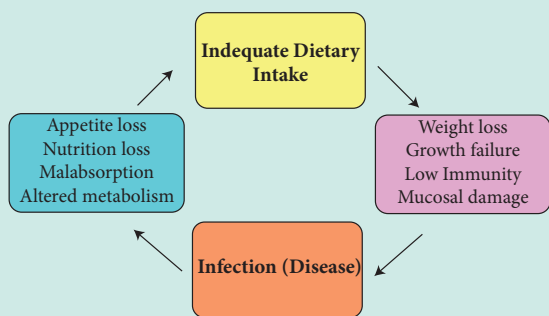 Indequate Dietary
Intake
Appetite loss
Nutrition loss
Malabsorption
Altered metabolism
Weight loss
Growth failure
Low Immunity
Mucosal damage
Infection (Disease)